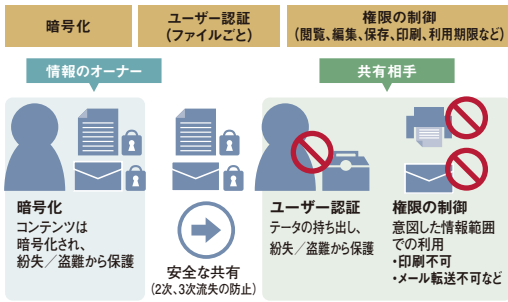 暗号化
ユーザー認証
(ファイルごと)
権限の制御
(閲覧、編集、保存、印刷、利用期限など)
情報のオーナー
共有相手
暗号化
コンテンツは
暗号化され、
紛失／盗難から保護
安全な共有
(2次、3次流失の防止)
ユーザー認証
テータの持ち出し、
紛失／盗難から保護
権限の制御
意図した情報範囲
での利用
・印刷不可
・メール転送不可など